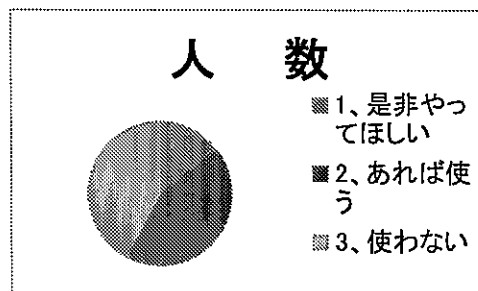 人　数
1、是非やっ
てほしい
2、あれば使
う
3、使わない